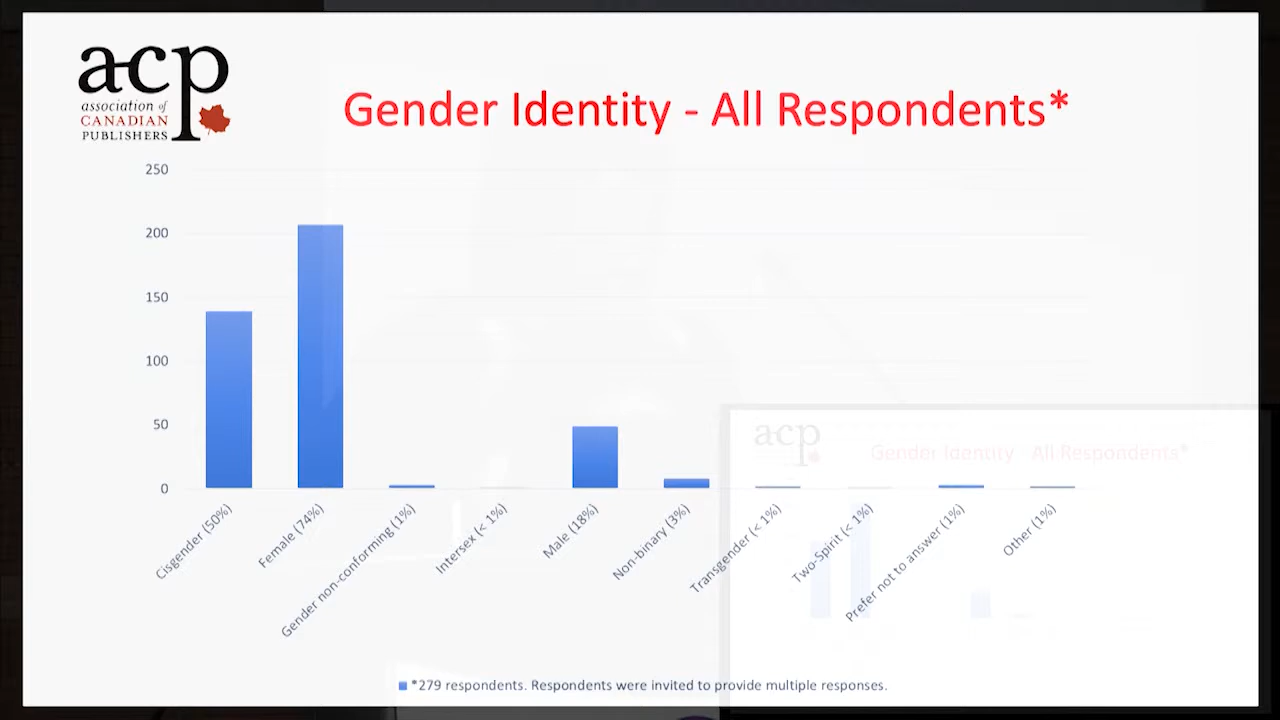 acp
association of
CANADIAN
PUBLISHERS
Gender Identity - All Respondents*
250
200
150
100
50
0
Cisgender (50%)
Female (74%)
Gender non-conforming (1%)
Intersex (< 1%)
Male (18%)
Non-binary (3%)
Transgender (< 1%)
Two-Spirit (< 1%)
Prefer not to answer (1%)
Other (1%)
*279 respondents. Respondents were invited to provide multiple responses.
acp
Gender Identity All Respondents*